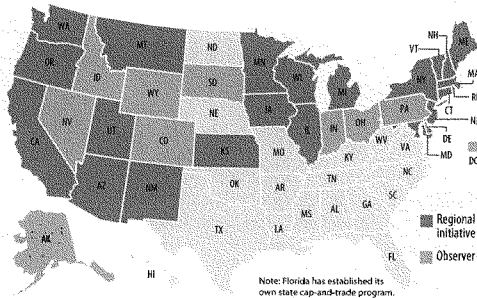 WA
MT
ND
MN
VT
NH
ME
OR
ID
SD
WI
NY
MA
WY
MI
RI
CT
NV
NE
IA
PA
N
CA
UT
CO
IL
IN
OH
DE
KS
MO
WV
VA
MD
KY
DC
AZ
NM
OK
AR
TN
NC
SC
MS
AL
GA
TX
LA
AK
FL
HI
Regional
initiative
Observer
Note: Florida has established its
own state cap-and-trade program.